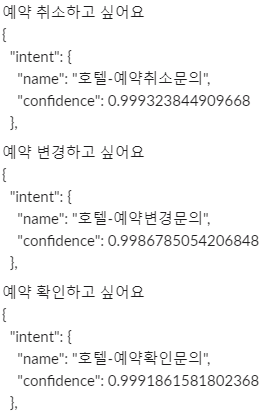 예약 취소하고 싶어요
{
"intent": {
"name": "호텔-예약취소문의",
"confidence": 0.999323844909668
},
예약 변경하고 싶어요
{
"intent": {
"name": "호텔-예약변경문의",
"confidence": 0.9986785054206848
},
예약 확인하고 싶어요
{
"intent": {
"name": "호텔-예약확인문의",
"confidence": 0.9991861581802368
},